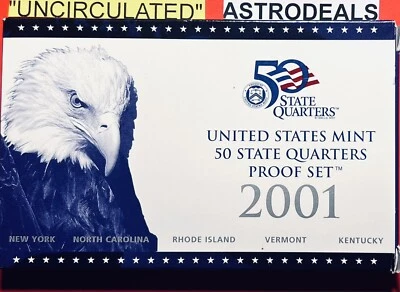 "UNCIRCULATED" ASTRODEALS
50
STATE
QUARTERS™
UNITED STATES MINT
50 STATE QUARTERS
PROOF SET™
2001
NEW YORK NORTH CAROLINA RHODE ISLAND VERMONT KENTUCKY